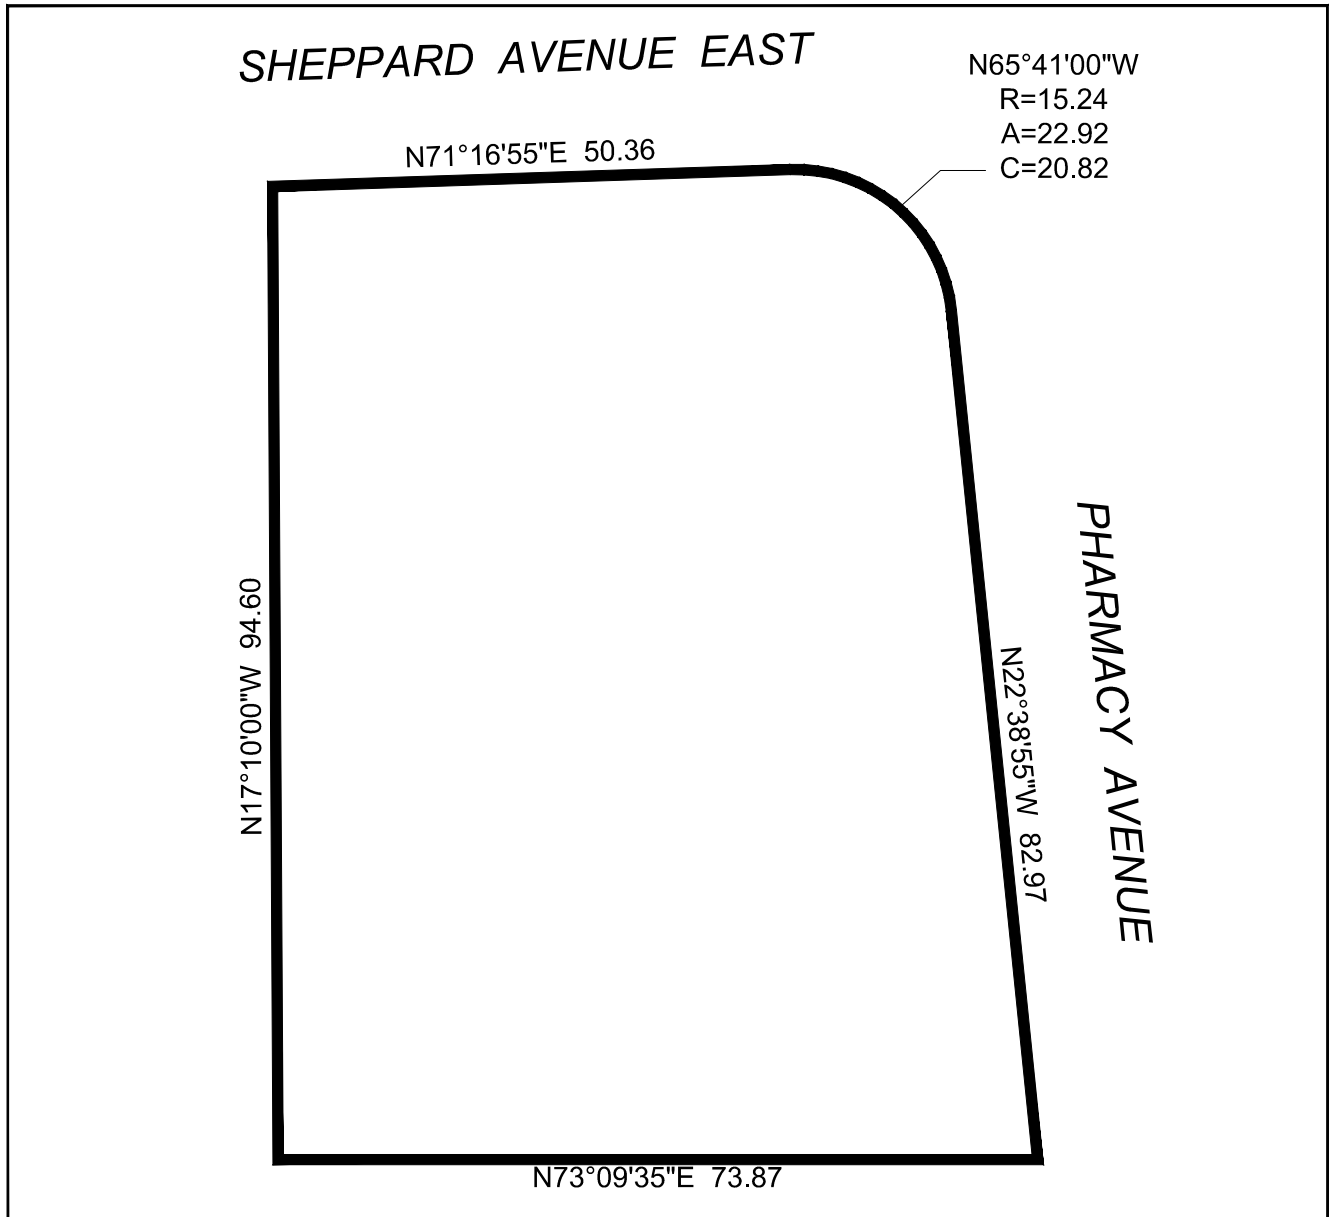 SHEPPARD AVENUE EAST
N65°41'00"W
R=15.24
A=22.92
C=20.82
N71°16'55"E 50.36
N17°10'00"W 94.60
N22°38'55"W 82.97
PHARMACY AVENUE
N73°09'35"E 73.87